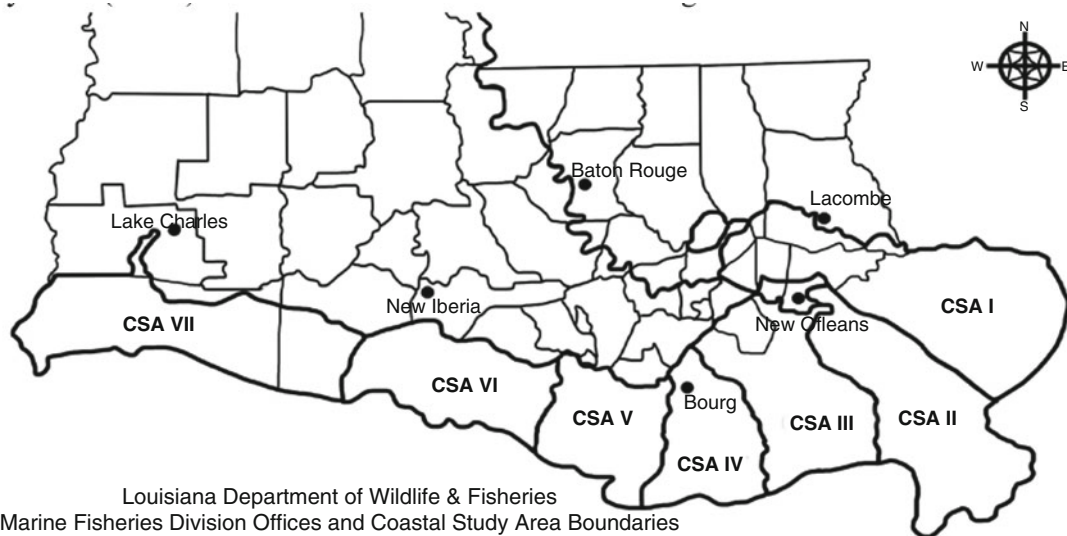 N
W E
S
Baton Rouge
Lacombe
Lake Charles
New Iberia
New Ofleans
CSA I
CSA VII
CSA VI
Bourg
CSA V
CSA III
CSA II
CSA IV
Louisiana Department of Wildlife & Fisheries
Marine Fisheries Division Offices and Coastal Study Area Boundaries